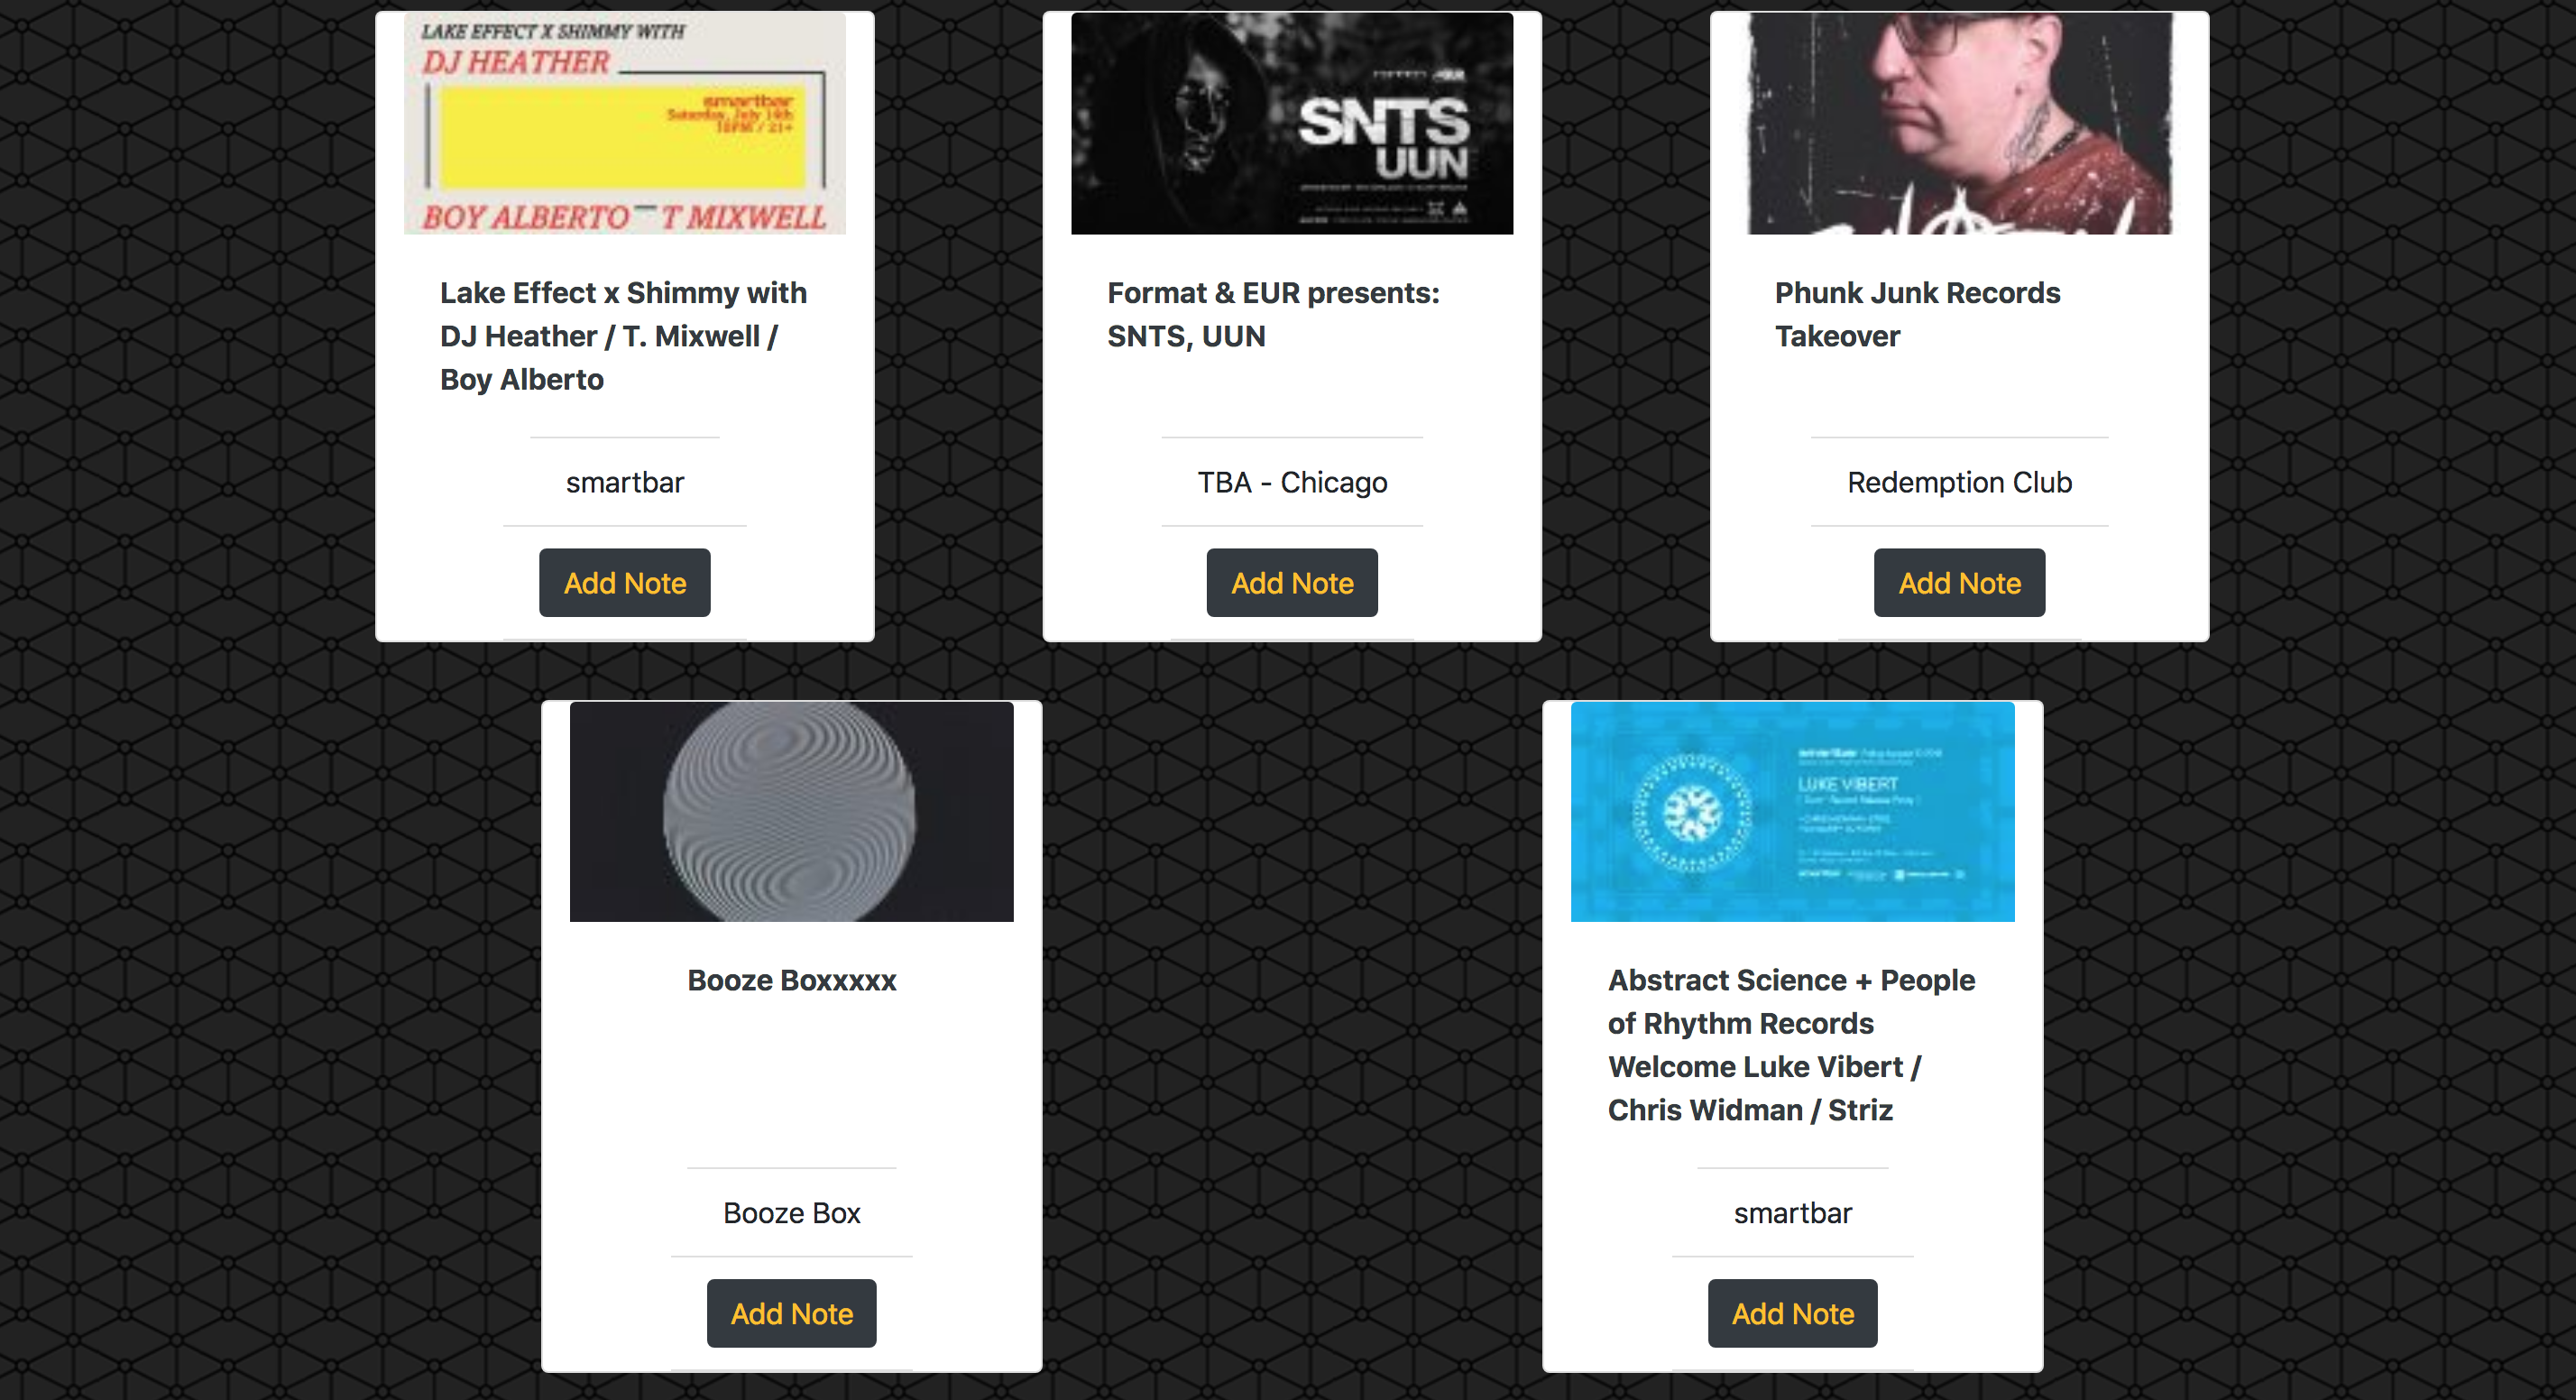 LAKE EFFECT X SHIMMY WITH
DJ HEATHER
smartbar
Saturday, July 14th
10PM / 21+
BOY ALBERTO — T MIXWELL
Lake Effect x Shimmy with
DJ Heather / T. Mixwell /
Boy Alberto
smartbar
Add Note
SNTS
UUN
Format & EUR presents:
SNTS, UUN
TBA - Chicago
Add Note
Phunk Junk Records
Takeover
Redemption Club
Add Note
Booze Boxxxxx
Booze Box
Add Note
LUKE VIBERT
Abstract Science + People
of Rhythm Records
Welcome Luke Vibert /
Chris Widman / Striz
smartbar
Add Note